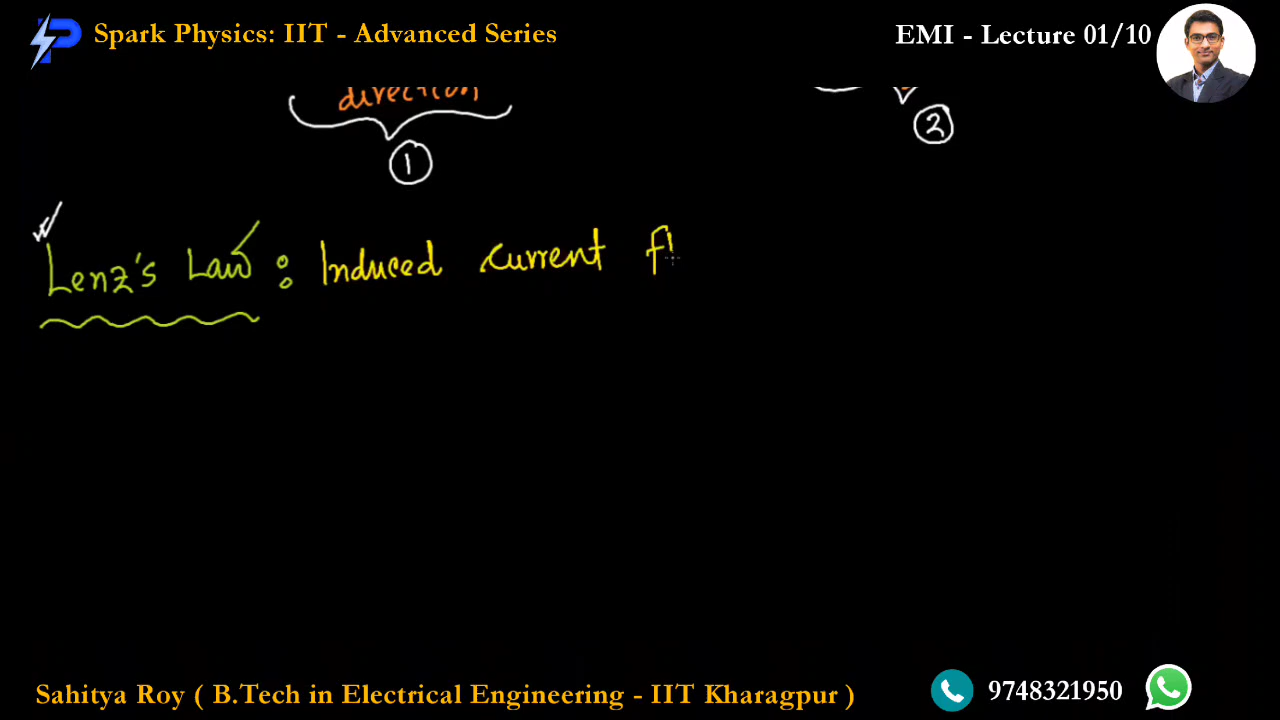 Spark Physics: IIT - Advanced Series
EMI - Lecture 01/10
direction
1
2
Lenz's Law : Induced current fl
Sahitya Roy ( B.Tech in Electrical Engineering - IIT Kharagpur )
9748321950